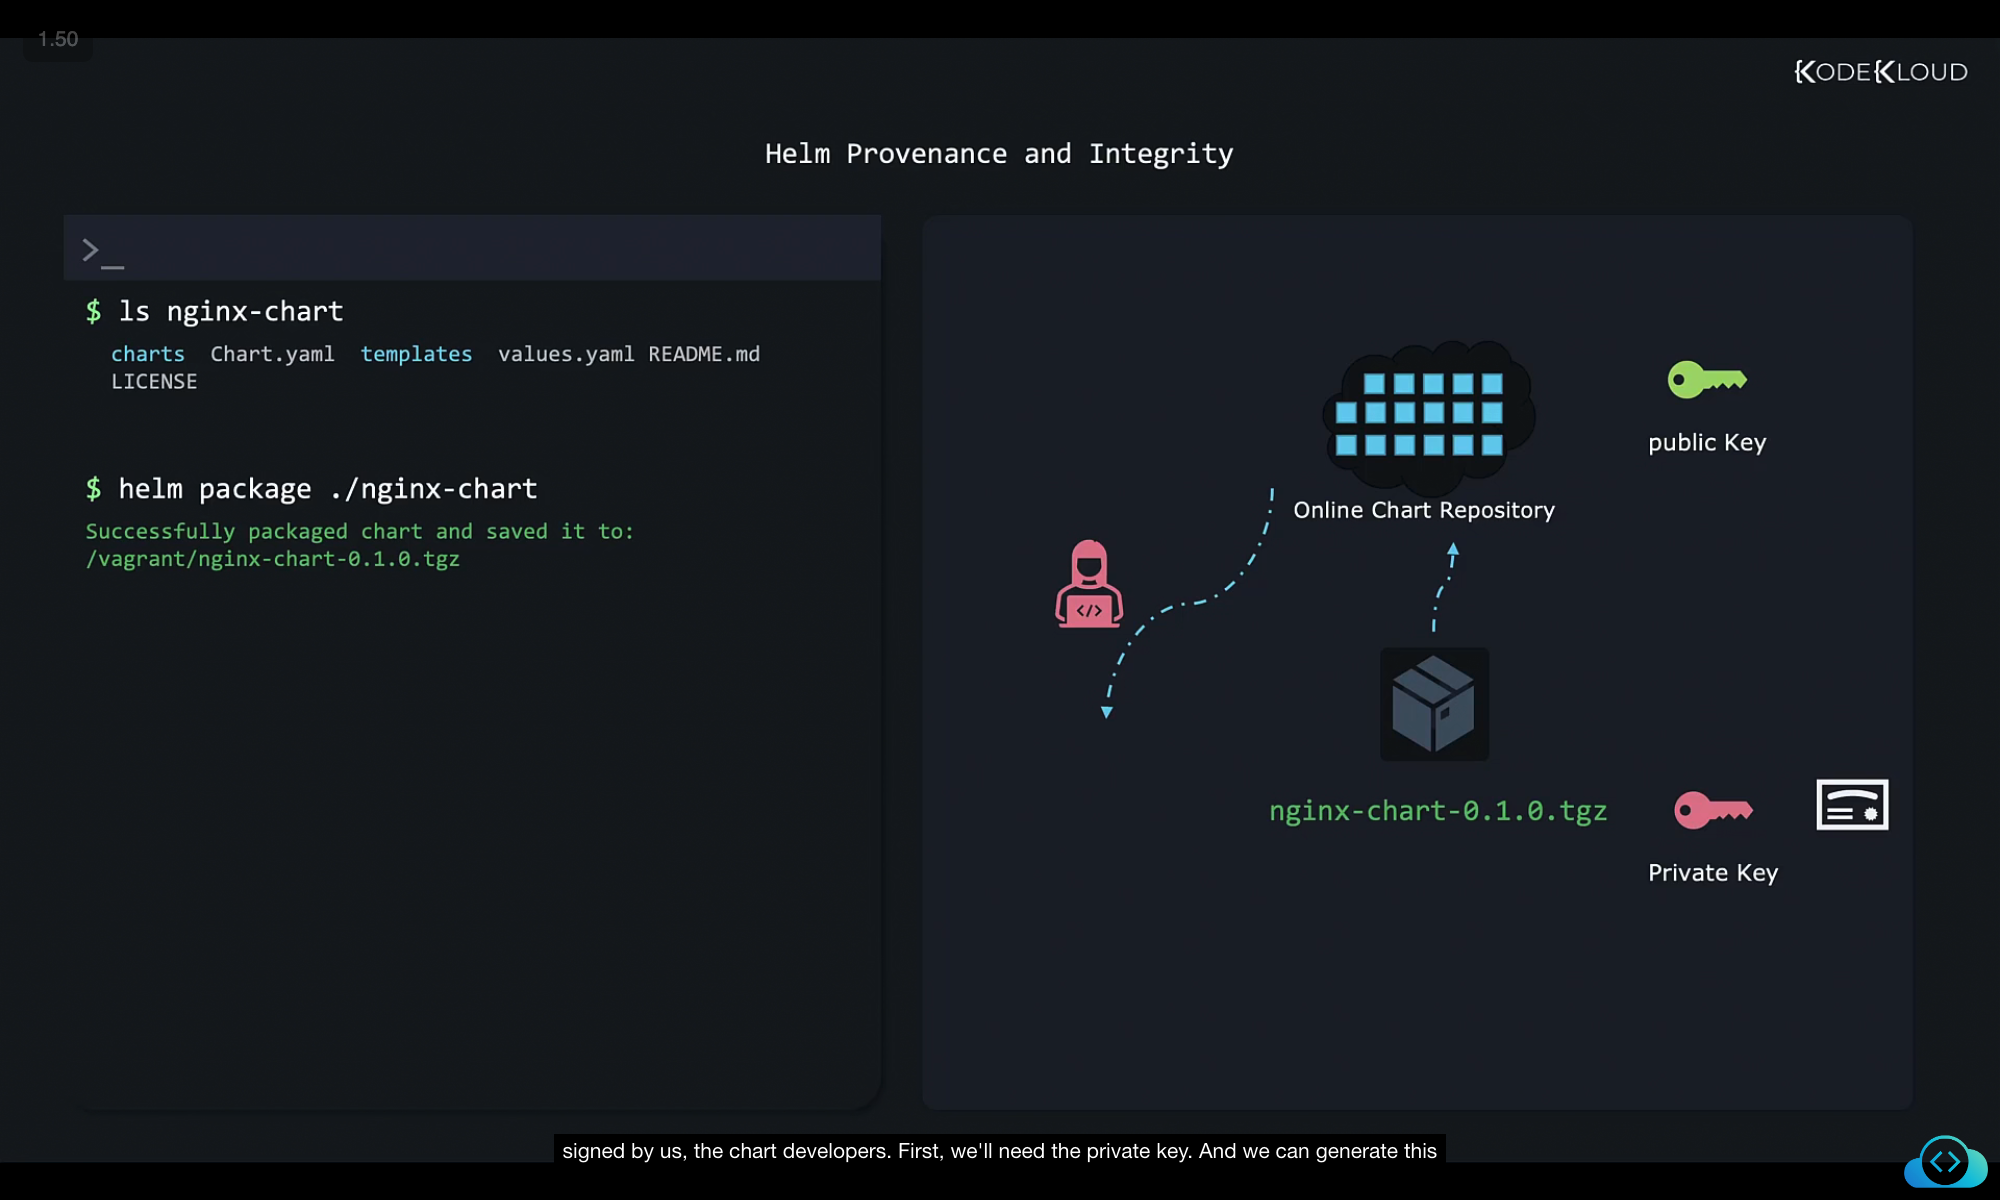 1.50
KODEKLOUD
Helm Provenance and Integrity
>_
$ ls nginx-chart
charts Chart.yaml templates values.yaml README.md
LICENSE
$ helm package ./nginx-chart
Successfully packaged chart and saved it to:
/vagrant/nginx-chart-0.1.0.tgz
public Key
Online Chart Repository
</>
nginx-chart-0.1.0.tgz
Private Key
signed by us, the chart developers. First, we'll need the private key. And we can generate this